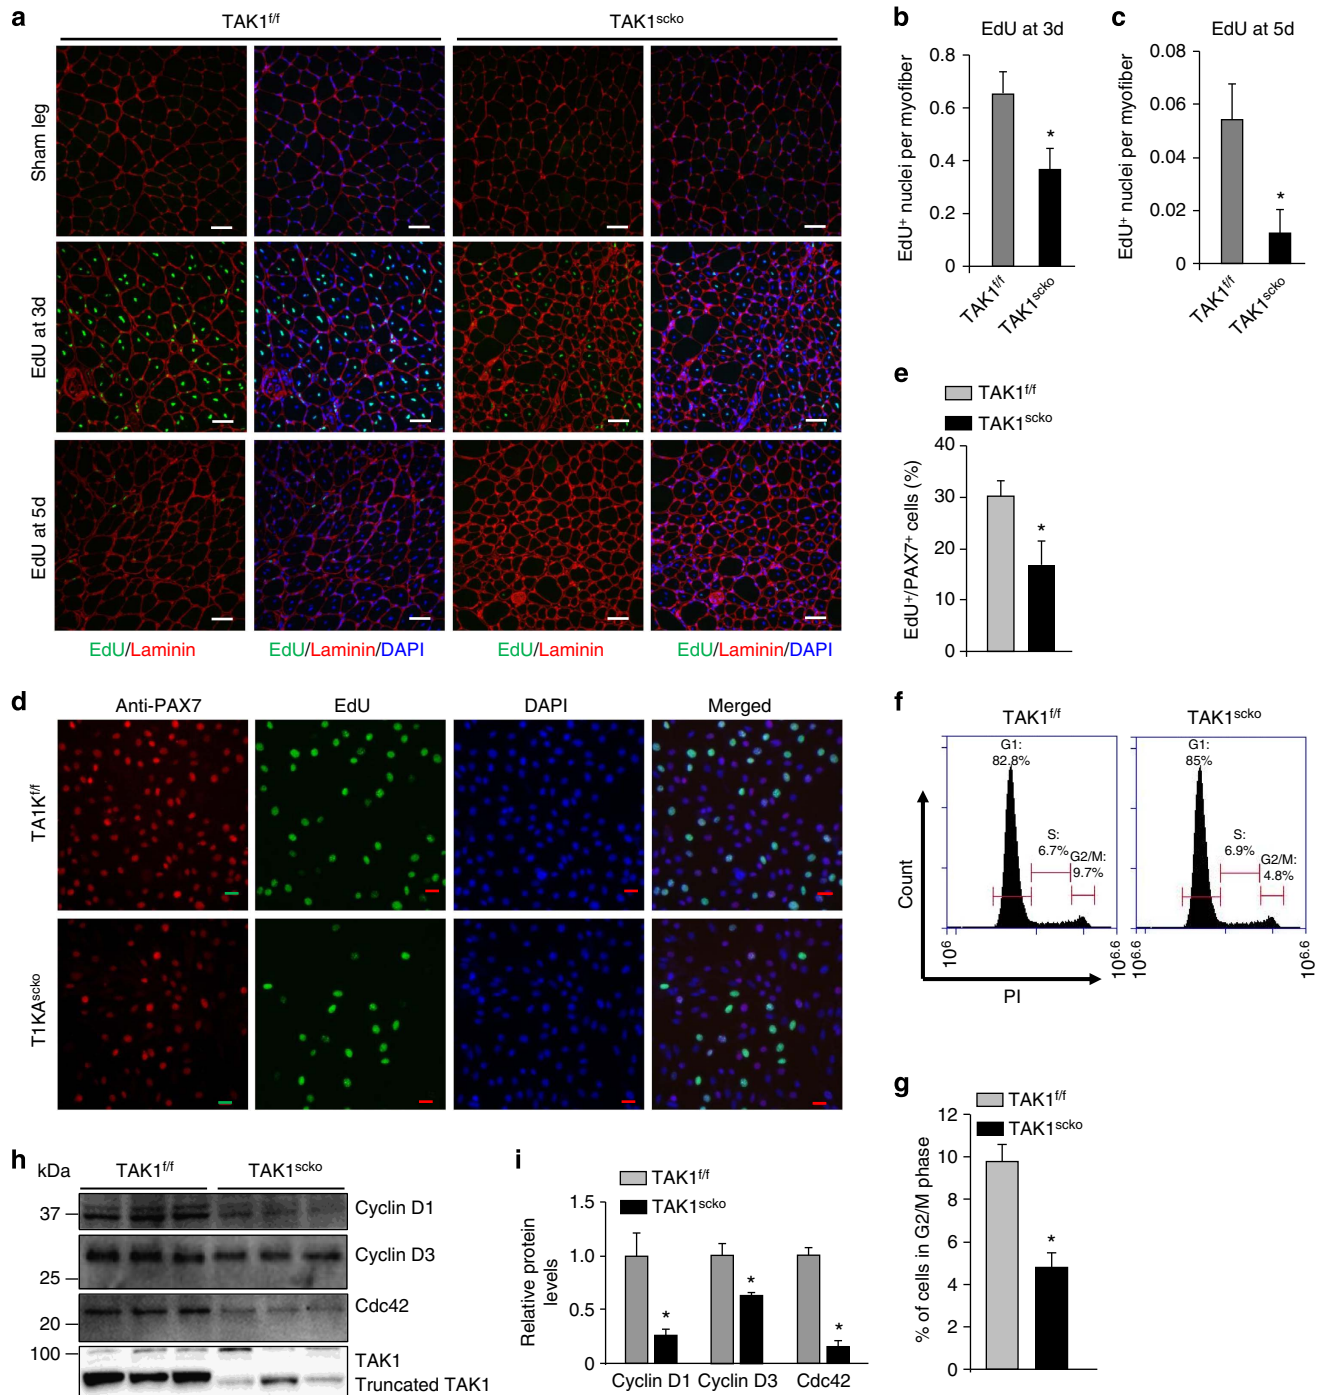 a
TAK1f/f
TAK1scko
Sham leg
EdU at 3d
EdU at 5d
EdU/Laminin
EdU/Laminin/DAPI
EdU/Laminin
EdU/Laminin/DAPI
b
EdU at 3d
EdU+ nuclei per myofiber
0.8
0.6
0.4
0.2
0
*
TAK1f/f
TAK1scko
c
EdU at 5d
EdU+ nuclei per myofiber
0.08
0.06
0.04
0.02
0
*
TAK1f/f
TAK1scko
d
Anti-PAX7
EdU
DAPI
Merged
TA1Kf/f
T1KAscko
e
TAK1f/f
TAK1scko
EdU+/PAX7+ cells (%)
40
30
20
10
0
*
f
TAK1f/f
TAK1scko
G1:
82.8%
S:
6.7%
G2/M:
9.7%
G1:
85%
S:
6.9%
G2/M:
4.8%
Count
10^6
10^6.6
10^6
10^6.6
PI
g
TAK1f/f
TAK1scko
% of cells in G2/M phase
12
10
8
6
4
2
0
*
h
kDa
TAK1f/f
TAK1scko
37
Cyclin D1
Cyclin D3
25
Cdc42
20
100
TAK1
Truncated TAK1
i
TAK1f/f
TAK1scko
Relative protein
levels
1.5
1.0
0.5
0
*
*
*
Cyclin D1
Cyclin D3
Cdc42